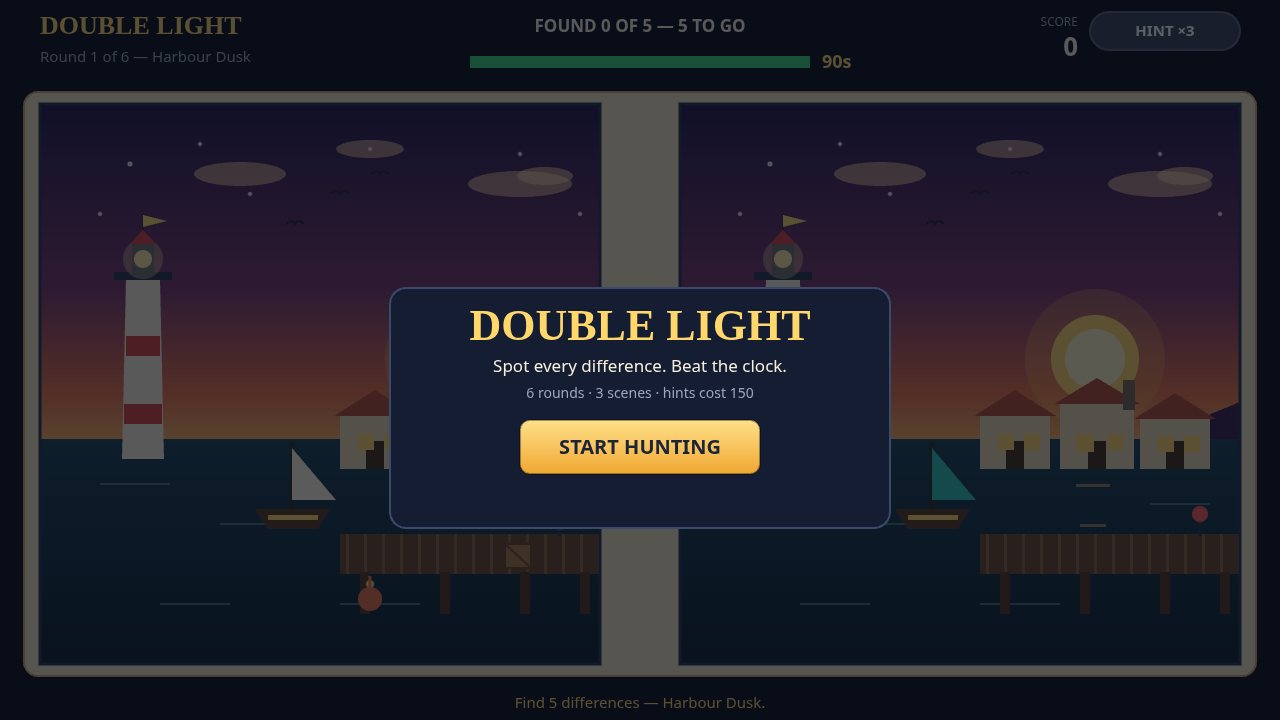 DOUBLE LIGHT
Round 1 of 6 — Harbour Dusk
FOUND 0 OF 5 — 5 TO GO
90s
SCORE
0
HINT ×3
DOUBLE LIGHT
Spot every difference. Beat the clock.
6 rounds · 3 scenes · hints cost 150
START HUNTING
Find 5 differences — Harbour Dusk.